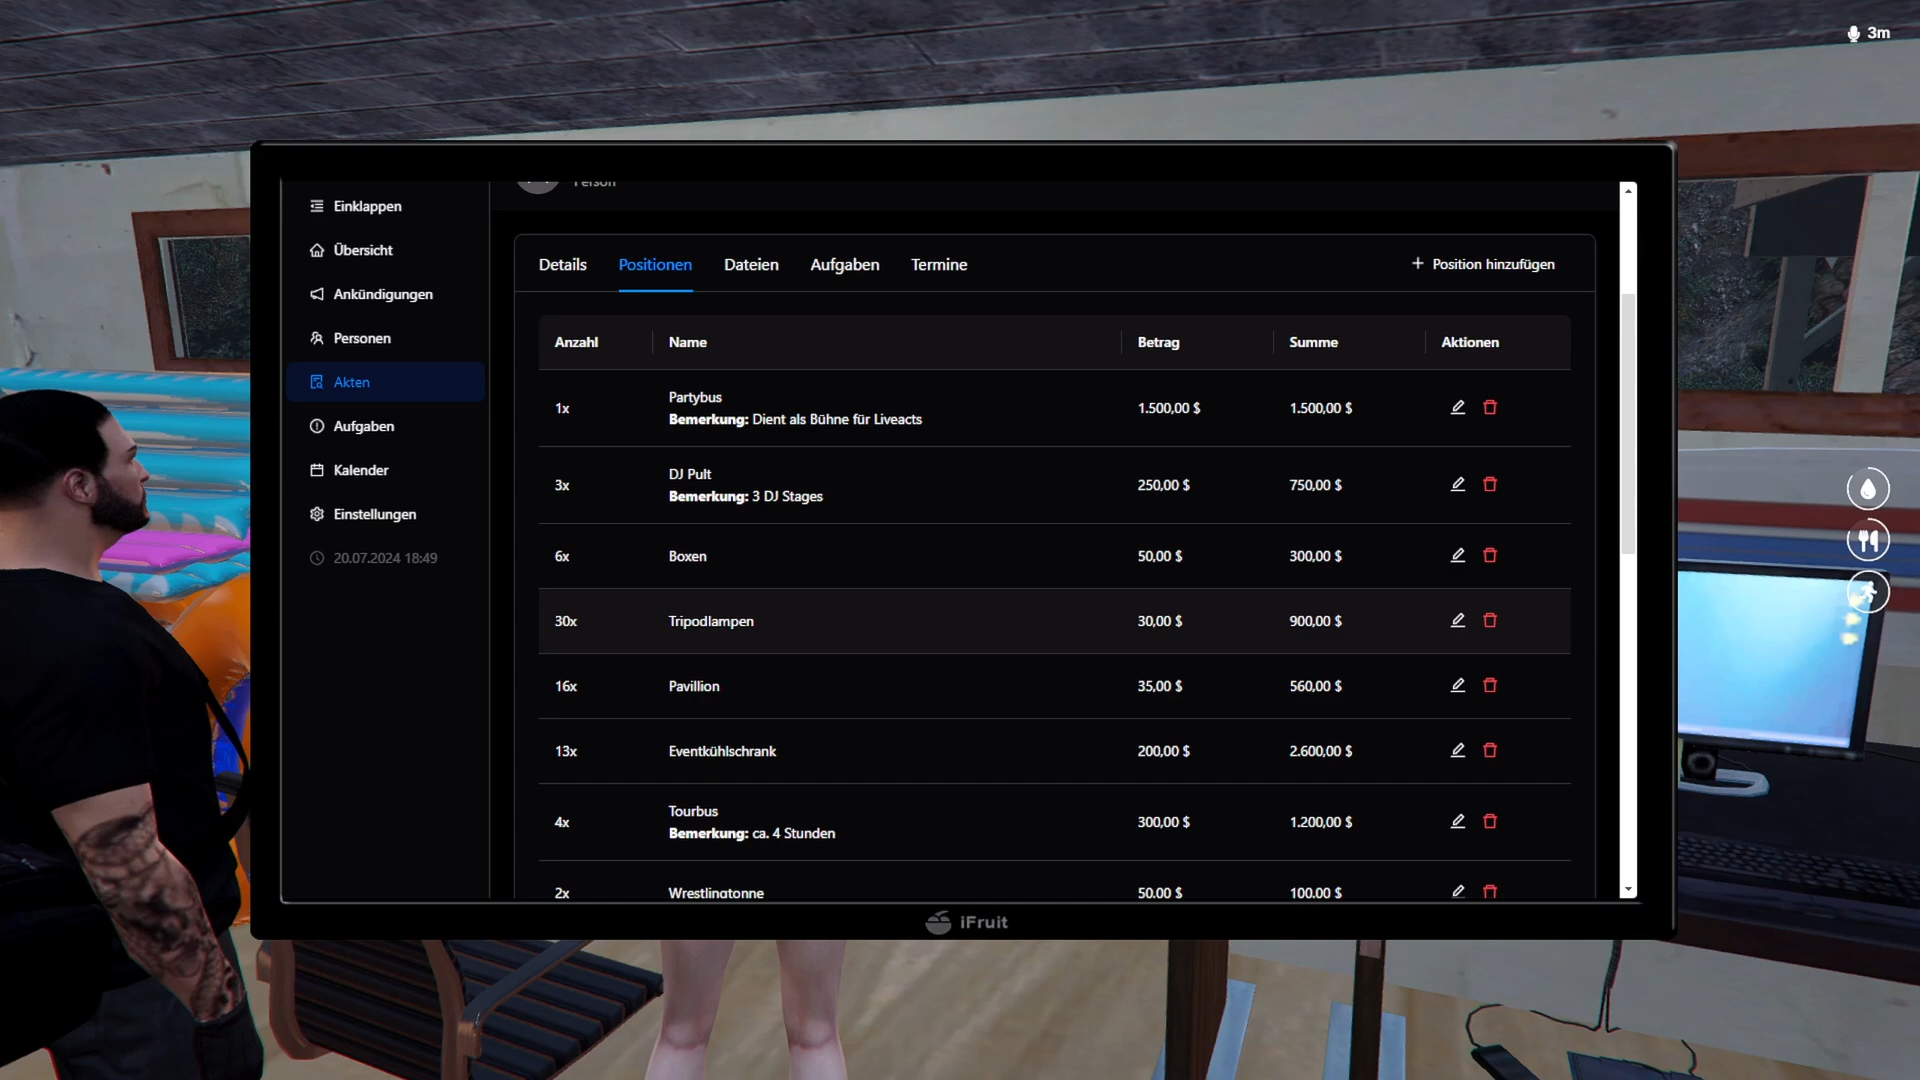 3m
Person
Einklappen
Übersicht
Ankündigungen
Personen
Akten
Aufgaben
Kalender
Einstellungen
20.07.2024 18:49
Details Positionen Dateien Aufgaben Termine + Position hinzufügen
Anzahl Name Betrag Summe Aktionen
1x Partybus 1.500,00 $ 1.500,00 $
Bemerkung: Dient als Bühne für Liveacts
3x DJ Pult 250,00 $ 750,00 $
Bemerkung: 3 DJ Stages
6x Boxen 50,00 $ 300,00 $
30x Tripodlampen 30,00 $ 900,00 $
16x Pavillion 35,00 $ 560,00 $
13x Eventkühlschrank 200,00 $ 2.600,00 $
4x Tourbus 300,00 $ 1.200,00 $
Bemerkung: ca. 4 Stunden
2x Wrestlingtonne 50,00 $ 100,00 $
iFruit